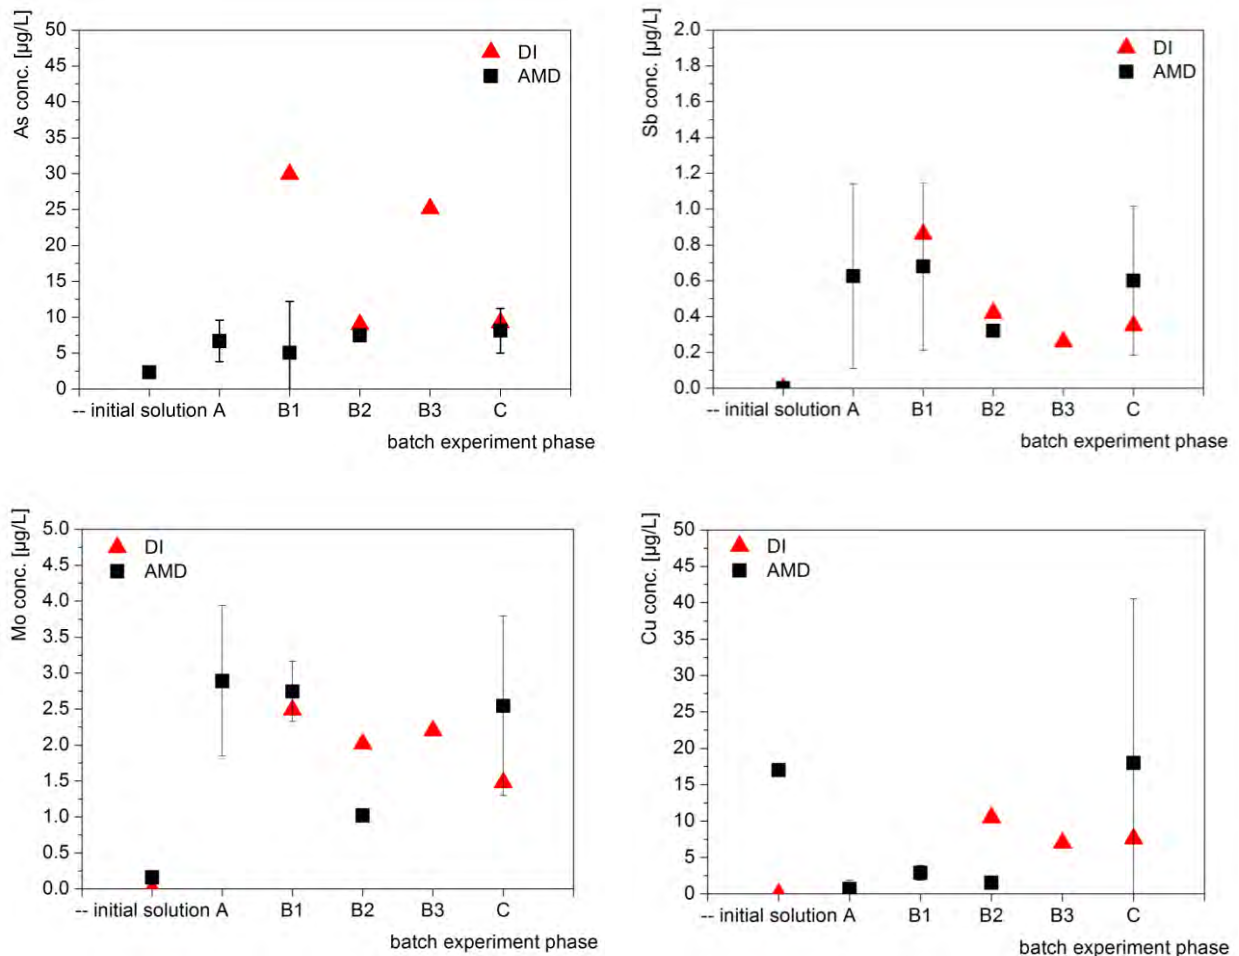 As conc. [µg/L]
50
45
40
35
30
25
20
15
10
5
0
DI
AMD
-- initial solution A B1 B2 B3 C
batch experiment phase
Sb conc. [µg/L]
2.0
1.8
1.6
1.4
1.2
1.0
0.8
0.6
0.4
0.2
0.0
DI
AMD
-- initial solution A B1 B2 B3 C
batch experiment phase
Mo conc. [µg/L]
5.0
4.5
4.0
3.5
3.0
2.5
2.0
1.5
1.0
0.5
0.0
DI
AMD
-- initial solution A B1 B2 B3 C
batch experiment phase
Cu conc. [µg/L]
50
45
40
35
30
25
20
15
10
5
0
DI
AMD
-- initial solution A B1 B2 B3 C
batch experiment phase